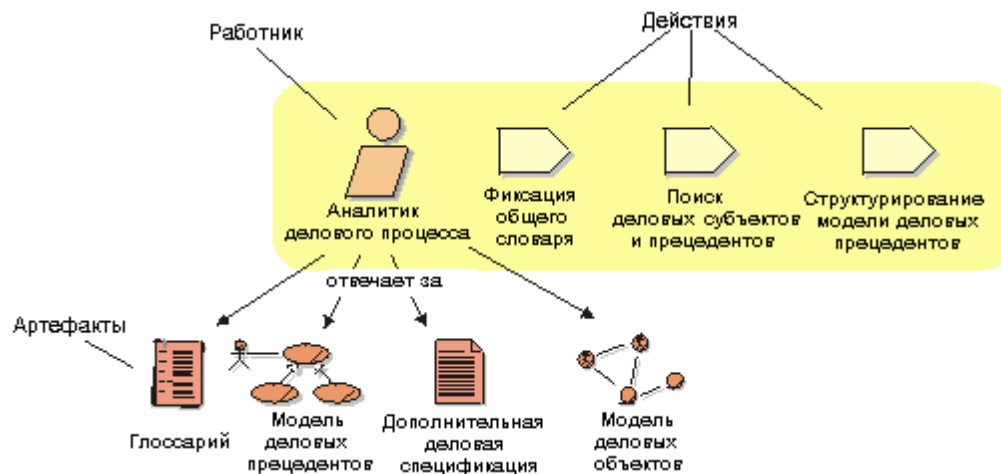 Действия
Работник
Аналитик
делового процесса
Фиксация
общего
словаря
Поиск
деловых субъектов
и прецедентов
Структурирование
модели деловых
прецедентов
отвечает за
Артефакты
Глоссарий
Модель
деловых
прецедентов
Дополнительная
деловая
спецификация
Модель
деловых
объектов